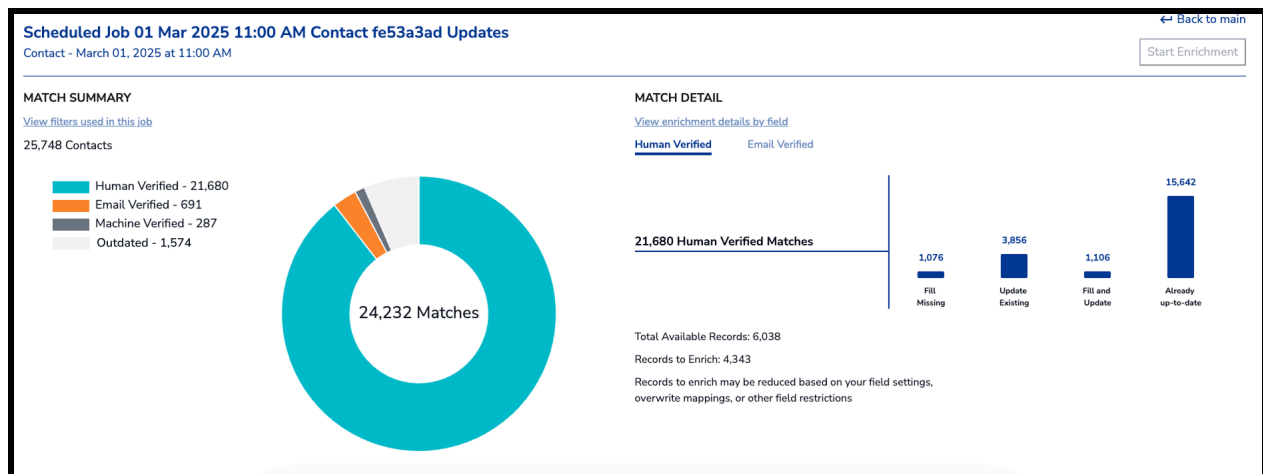 ↵ Back to main
Scheduled Job 01 Mar 2025 11:00 AM Contact fe53a3ad Updates
Contact - March 01, 2025 at 11:00 AM
Start Enrichment
MATCH SUMMARY
View filters used in this job
25,748 Contacts
Human Verified - 21,680
Email Verified - 691
Machine Verified - 287
Outdated - 1,574
24,232 Matches
MATCH DETAIL
View enrichment details by field
Human Verified Email Verified
21,680 Human Verified Matches
1,076
3,856
1,106
15,642
Fill
Missing
Update
Existing
Fill and
Update
Already
up-to-date
Total Available Records: 6,038
Records to Enrich: 4,343
Records to enrich may be reduced based on your field settings,
overwrite mappings, or other field restrictions